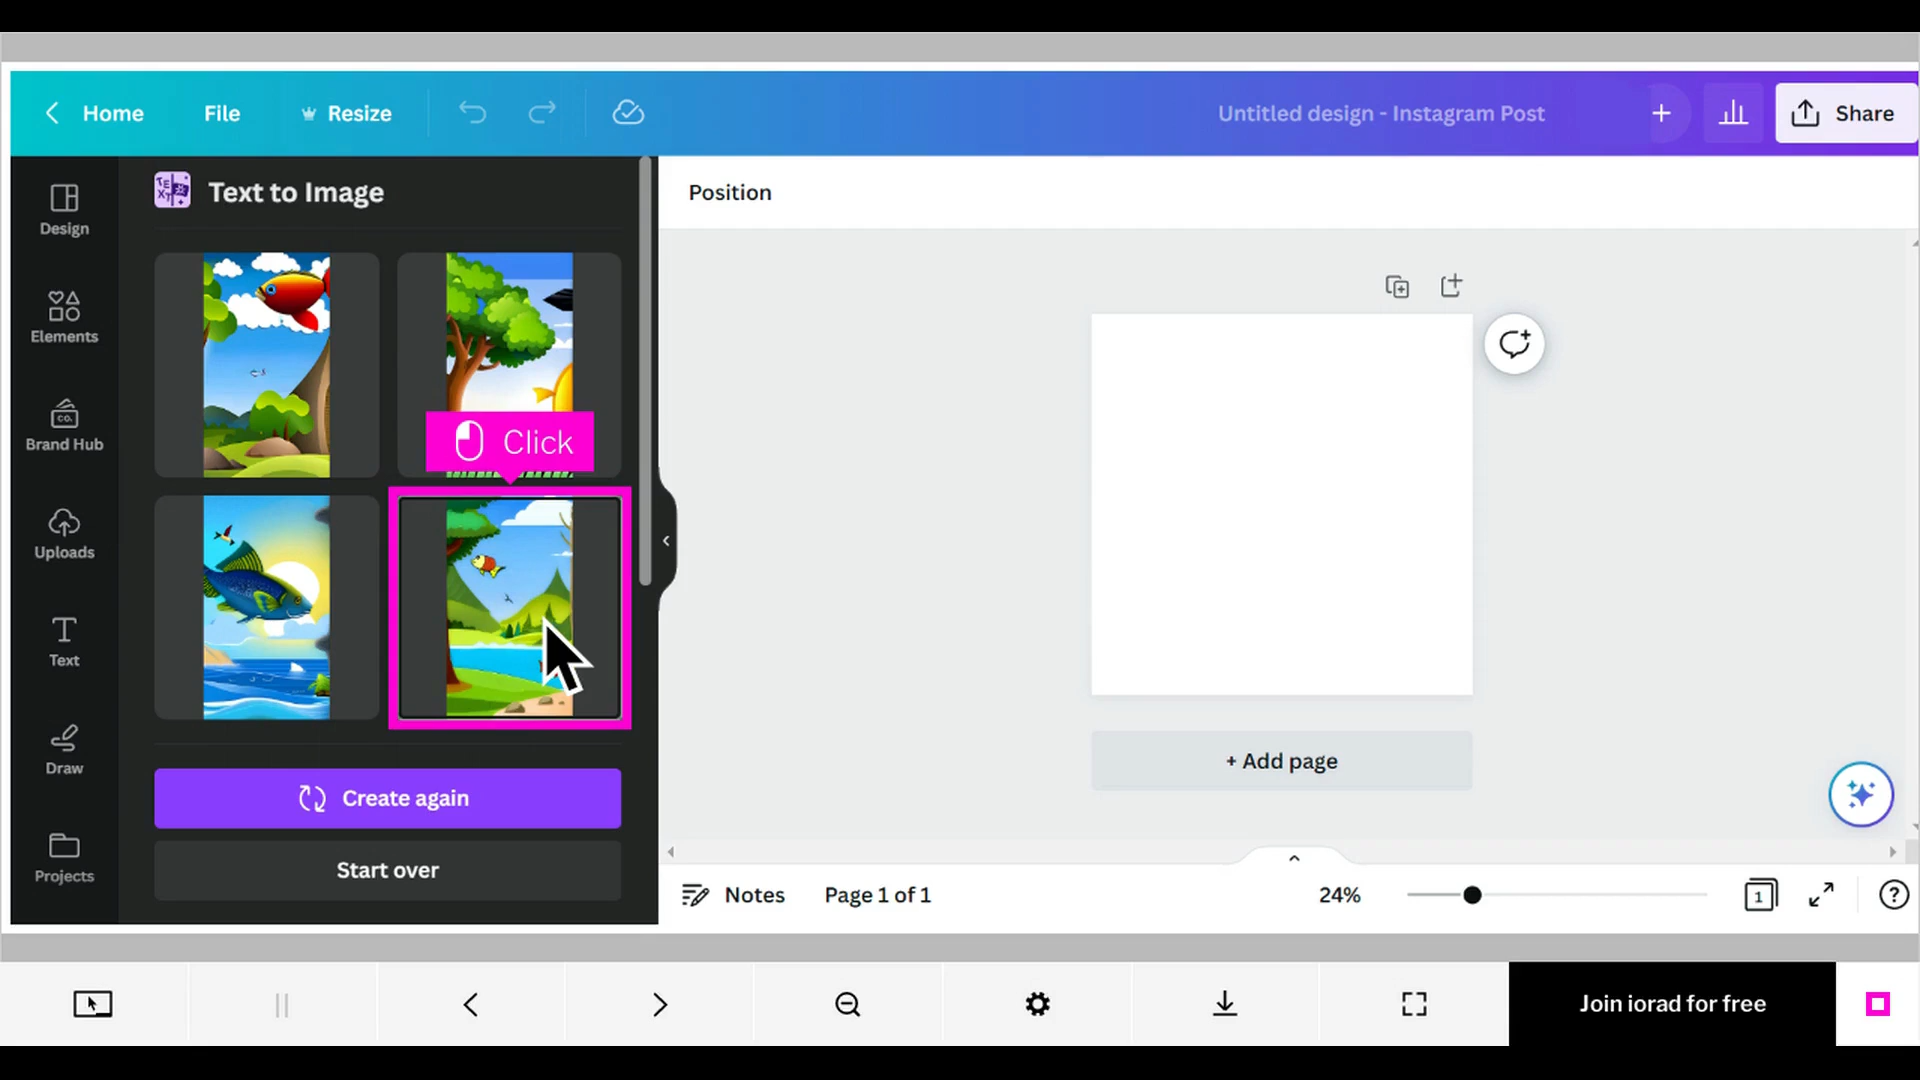 Home File Resize Untitled design - Instagram Post Share
Text to Image
Position
Design
Elements
CO.
Brand Hub
Click
Uploads
Text
Draw
Projects
Create again
Start over
+ Add page
Notes Page 1 of 1 24% 1 ?
Join iorad for free